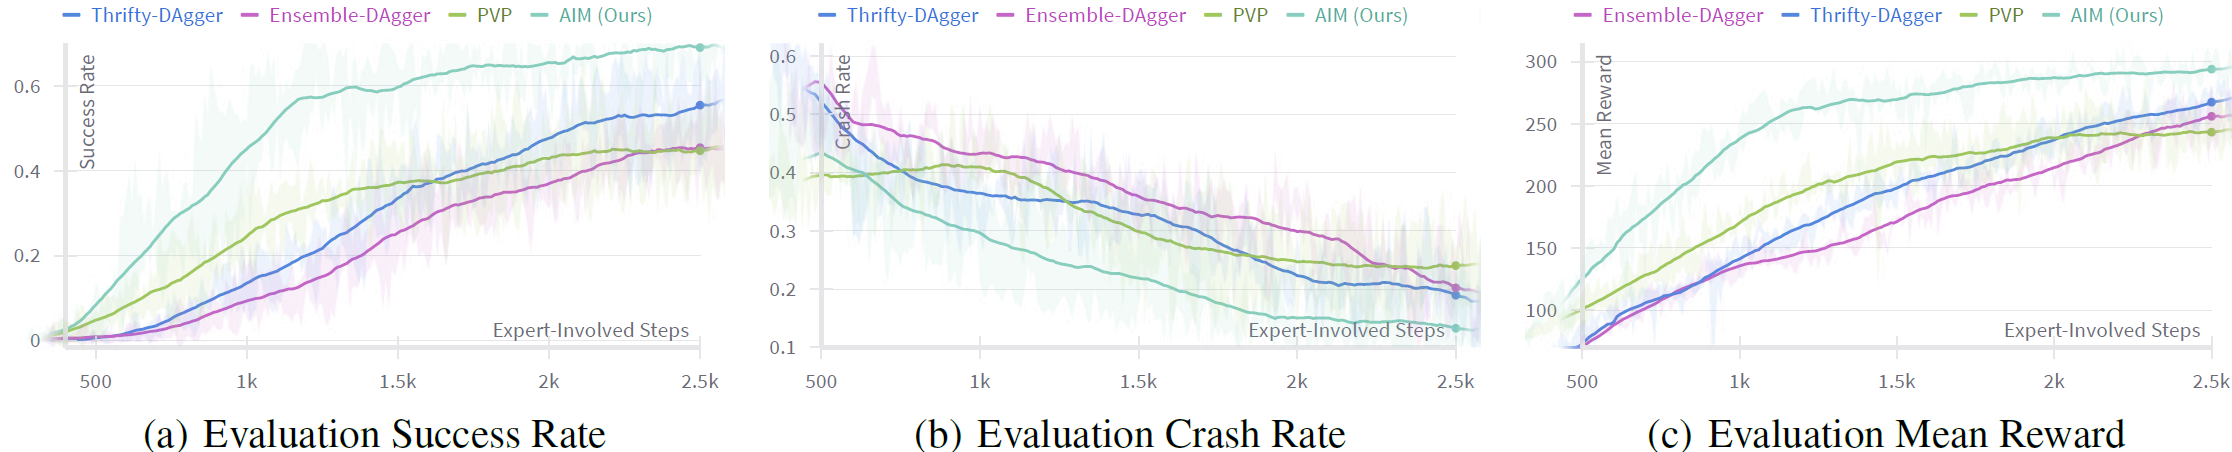 Thrifty-DAgger Ensemble-DAgger PVP AIM (Ours)
Success Rate
0.6
0.4
0.2
0
Expert-Involved Steps
500 1k 1.5k 2k 2.5k
(a) Evaluation Success Rate
Thrifty-DAgger Ensemble-DAgger PVP AIM (Ours)
Crash Rate
0.6
0.5
0.4
0.3
0.2
0.1
Expert-Involved Steps
500 1k 1.5k 2k 2.5k
(b) Evaluation Crash Rate
Ensemble-DAgger Thrifty-DAgger PVP AIM (Ours)
Mean Reward
300
250
200
150
100
Expert-Involved Steps
500 1k 1.5k 2k 2.5k
(c) Evaluation Mean Reward